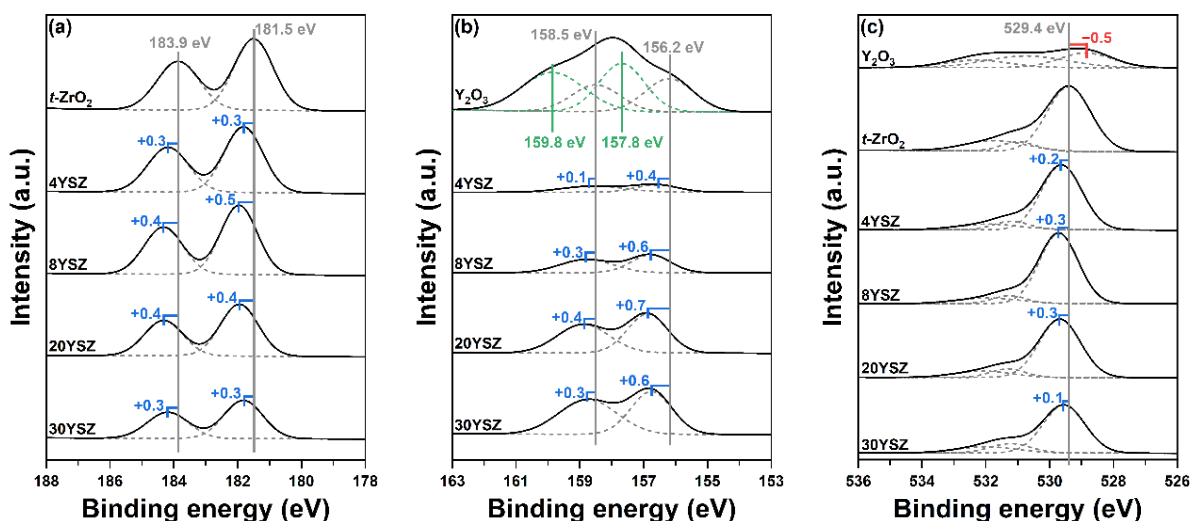 (a)
183.9 eV
181.5 eV
t-ZrO2
+0.3
4YSZ
+0.5
+0.4
8YSZ
+0.4
+0.4
20YSZ
+0.3
+0.3
30YSZ
188 186 184 182 180 178
Binding energy (eV)
Intensity (a.u.)
(b)
158.5 eV
156.2 eV
Y2O3
159.8 eV
157.8 eV
+0.1
+0.4
4YSZ
+0.3
+0.6
8YSZ
+0.4
+0.7
20YSZ
+0.3
+0.6
30YSZ
163 161 159 157 155 153
Binding energy (eV)
Intensity (a.u.)
(c)
529.4 eV
−0.5
Y2O3
t-ZrO2
+0.2
4YSZ
+0.3
8YSZ
+0.3
20YSZ
+0.1
30YSZ
536 534 532 530 528 526
Binding energy (eV)
Intensity (a.u.)